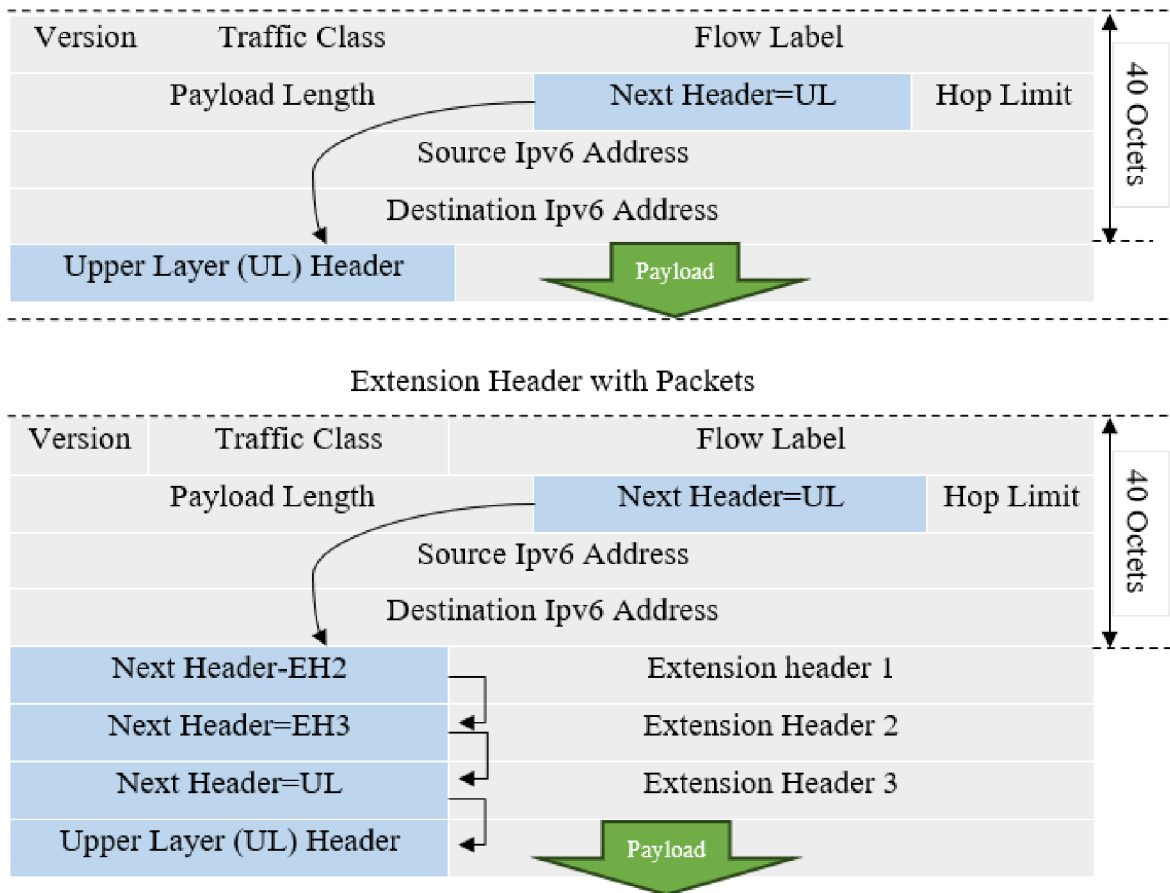 Version Traffic Class Flow Label
Payload Length Next Header=UL Hop Limit
Source Ipv6 Address
Destination Ipv6 Address
40 Octets
Upper Layer (UL) Header Payload
Extension Header with Packets
Version Traffic Class Flow Label
Payload Length Next Header=UL Hop Limit
Source Ipv6 Address
Destination Ipv6 Address
40 Octets
Next Header-EH2 Extension header 1
Next Header=EH3 Extension Header 2
Next Header=UL Extension Header 3
Upper Layer (UL) Header Payload